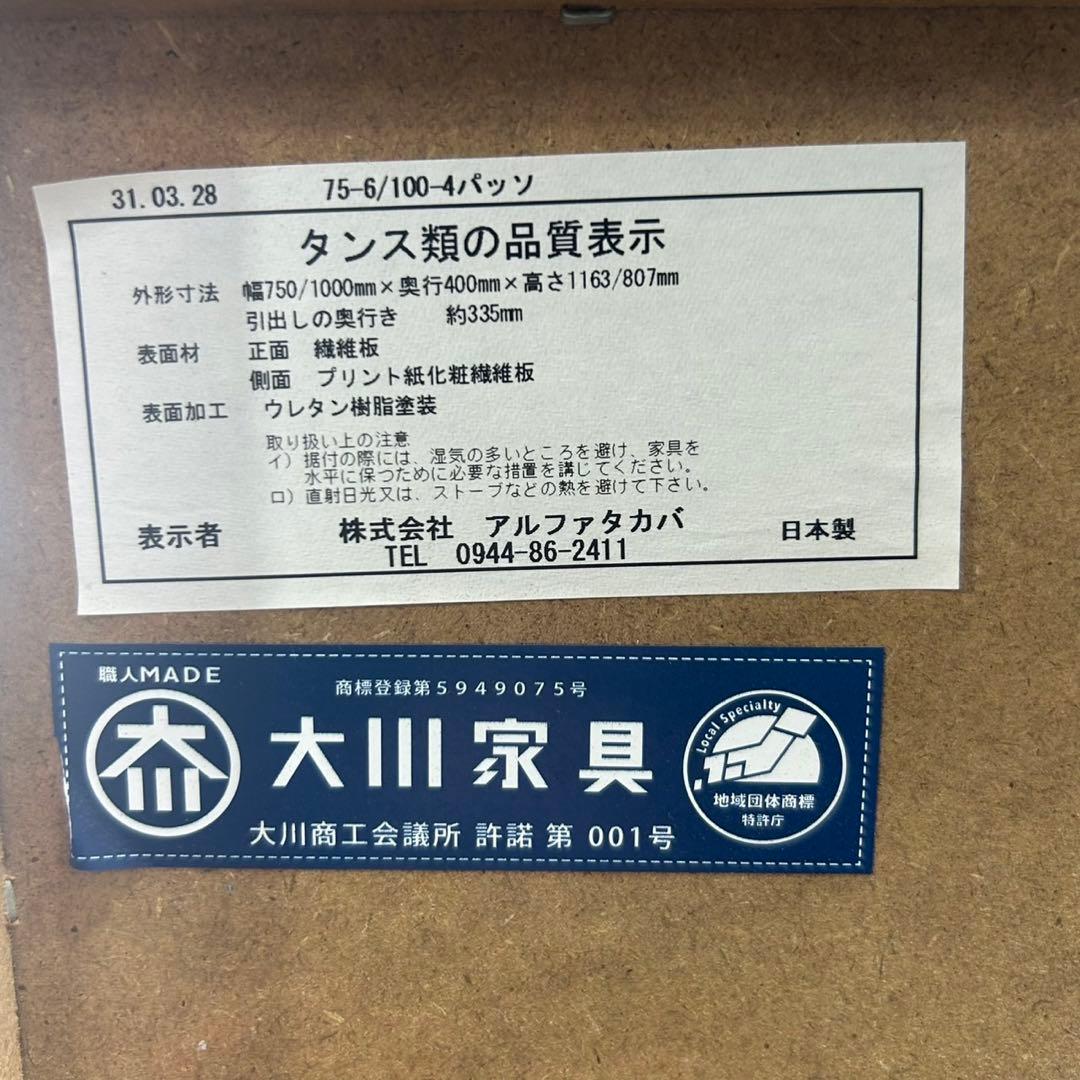 31.03.28 75-6/100-4パッソ
タンス類の品質表示
外形寸法 幅750/1000mm×奥行400mm×高さ1163/807mm
引出しの奥行き 約335mm
表面材 正面 繊維板
側面 プリント紙化粧繊維板
表面加工 ウレタン樹脂塗装
取り扱い上の注意
イ）据付の際には、湿気の多いところを避け、家具を
水平に保つために必要な措置を講じてください。
ロ）直射日光又は、ストーブなどの熱を避けて下さい。
表示者 株式会社 アルファタカバ 日本製
TEL 0944-86-2411
職人MADE
商標登録第5949075号
大川家具
大川商工会議所 許諾 第 001号
Local Specialty
地域団体商標
特許庁